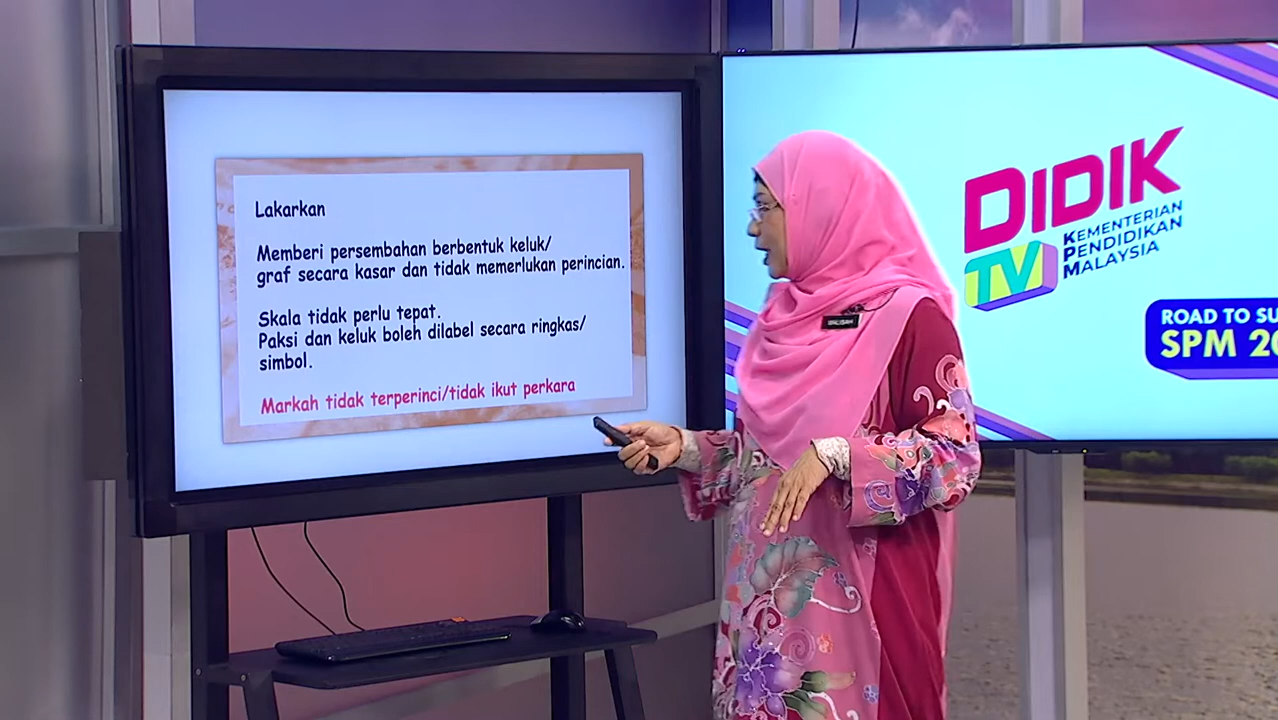 Lakarkan
Memberi persembahan berbentuk keluk/
graf secara kasar dan tidak memerlukan perincian.
Skala tidak perlu tepat.
Paksi dan keluk boleh dilabel secara ringkas/
simbol.
Markah tidak terperinci/tidak ikut perkara
DIDIK
TV
KEMENTERIAN
PENDIDIKAN
MALAYSIA
ROAD TO SU
SPM 20